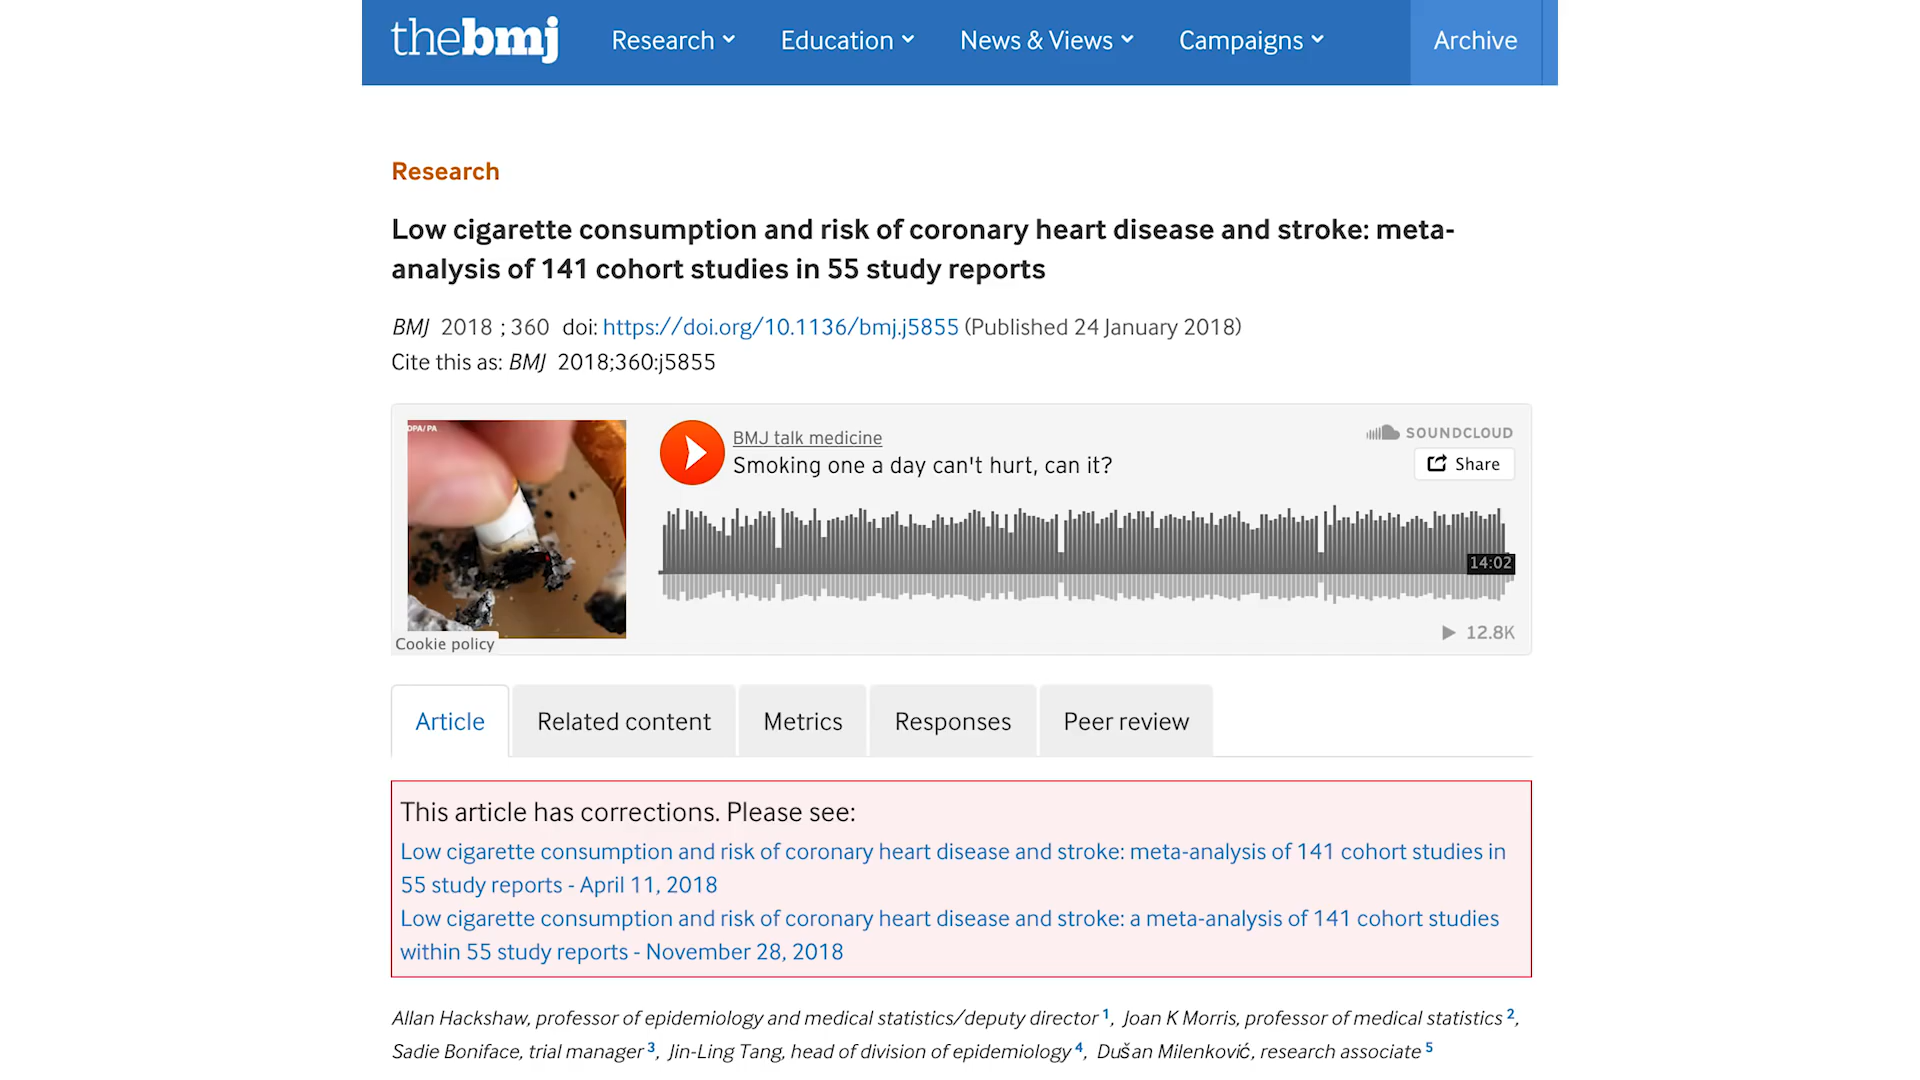 thebmj Research Education News & Views Campaigns Archive
Research
Low cigarette consumption and risk of coronary heart disease and stroke: meta-
analysis of 141 cohort studies in 55 study reports
BMJ 2018 ; 360 doi: https://doi.org/10.1136/bmj.j5855 (Published 24 January 2018)
Cite this as: BMJ 2018;360:j5855
DPA/PA
BMJ talk medicine
Smoking one a day can't hurt, can it?
SOUNDCLOUD
Share
14:02
12.8K
Cookie policy
Article Related content Metrics Responses Peer review
This article has corrections. Please see:
Low cigarette consumption and risk of coronary heart disease and stroke: meta-analysis of 141 cohort studies in
55 study reports - April 11, 2018
Low cigarette consumption and risk of coronary heart disease and stroke: a meta-analysis of 141 cohort studies
within 55 study reports - November 28, 2018
Allan Hackshaw, professor of epidemiology and medical statistics/deputy director 1, Joan K Morris, professor of medical statistics 2,
Sadie Boniface, trial manager 3, Jin-Ling Tang, head of division of epidemiology 4, Dušan Milenković, research associate 5